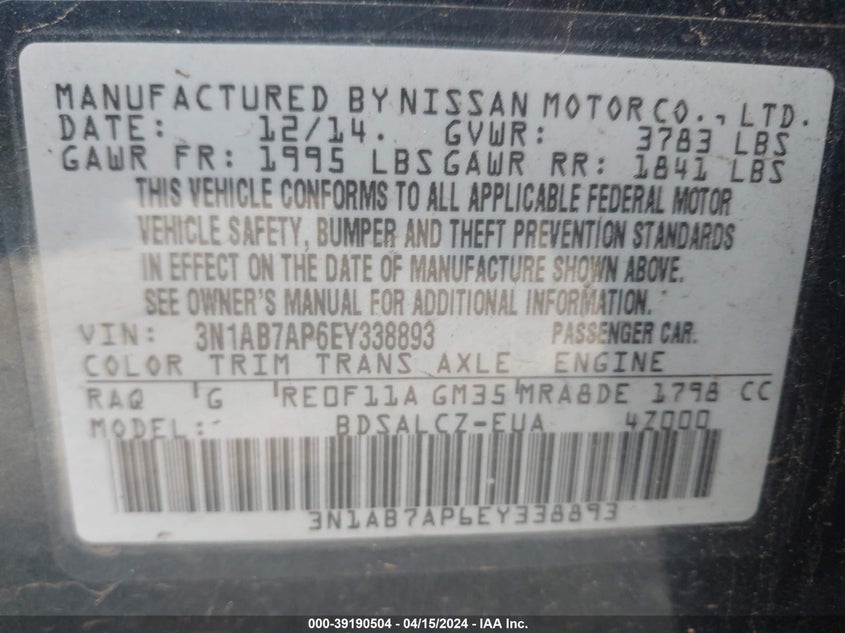 MANUFACTURED BY NISSAN MOTOR CO., LTD.
DATE: 12/14. GVWR: 3783 LBS
GAWR FR: 1995 LBS GAWR RR: 1841 LBS
THIS VEHICLE CONFORMS TO ALL APPLICABLE FEDERAL MOTOR
VEHICLE SAFETY, BUMPER AND THEFT PREVENTION STANDARDS
IN EFFECT ON THE DATE OF MANUFACTURE SHOWN ABOVE.
SEE OWNER'S MANUAL FOR ADDITIONAL INFORMATION.
VIN: 3N1AB7AP6EY338893 PASSENGER CAR.
COLOR TRIM TRANS AXLE ENGINE
RAQ G RE0F11A GM35 MRA8DE 1798 CC
MODEL: BDSALCZ-EUA 4Z000
3N1AB7AP6EY338893
000-39190504 - 04/15/2024 - IAA Inc.